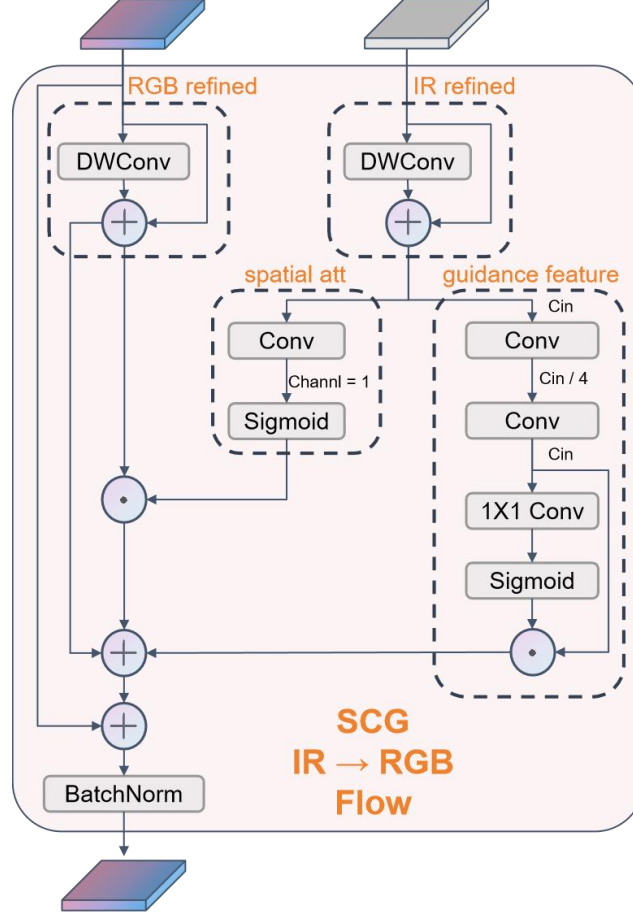 RGB refined
IR refined
DWConv
DWConv
spatial att
guidance feature
Cin
Conv
Conv
Channl = 1
Cin / 4
Sigmoid
Conv
Cin
1X1 Conv
Sigmoid
SCG
IR → RGB
Flow
BatchNorm